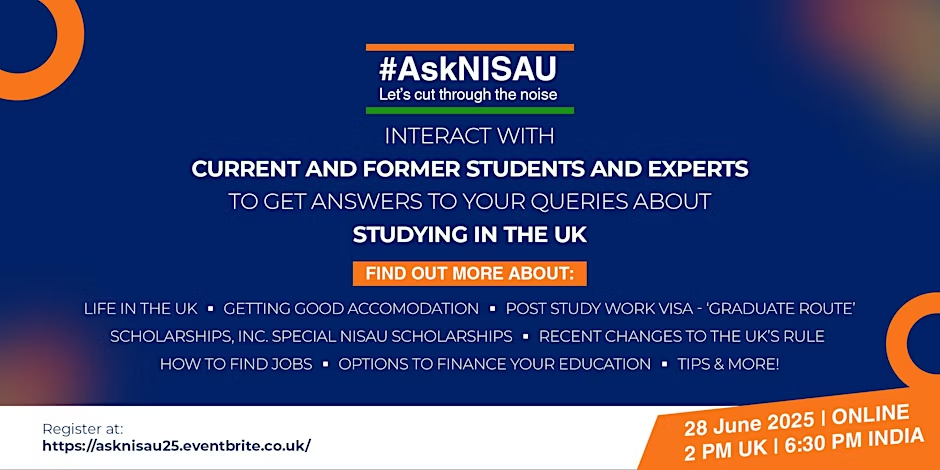 #AskNISAU
Let's cut through the noise
INTERACT WITH
CURRENT AND FORMER STUDENTS AND EXPERTS
TO GET ANSWERS TO YOUR QUERIES ABOUT
STUDYING IN THE UK
FIND OUT MORE ABOUT:
LIFE IN THE UK ▪ GETTING GOOD ACCOMODATION ▪ POST STUDY WORK VISA - 'GRADUATE ROUTE'
SCHOLARSHIPS, INC. SPECIAL NISAU SCHOLARSHIPS ▪ RECENT CHANGES TO THE UK'S RULE
HOW TO FIND JOBS ▪ OPTIONS TO FINANCE YOUR EDUCATION ▪ TIPS & MORE!
Register at:
https://asknisau25.eventbrite.co.uk/
28 June 2025 | ONLINE
2 PM UK | 6:30 PM INDIA